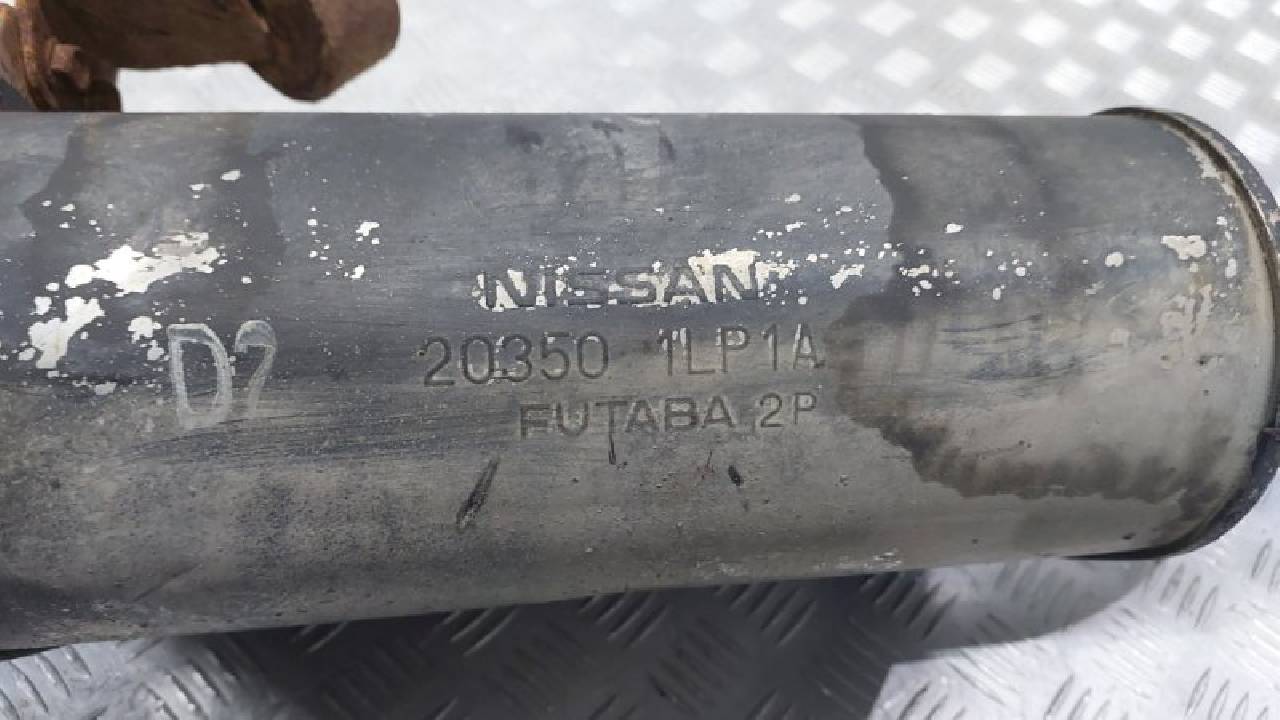 NISSAN
D2
20350 1LP1A
FUTABA 2P